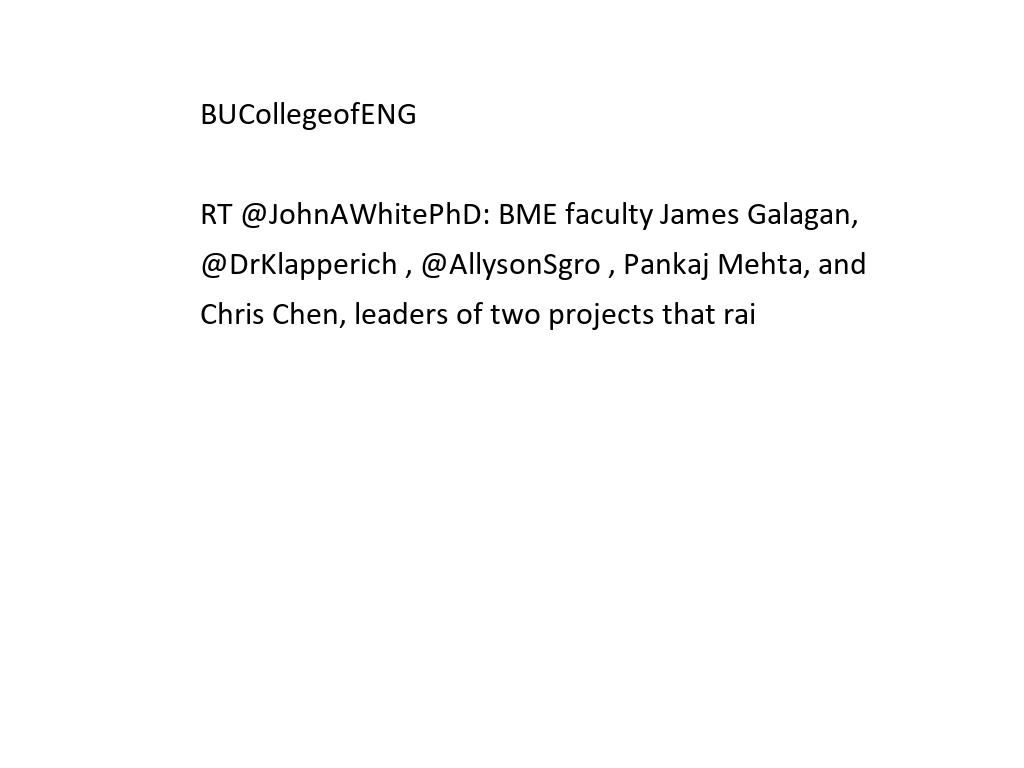 BUCollegeofENG
RT @JohnAWhitePhD: BME faculty James Galagan,
@DrKlapperich , @AllysonSgro , Pankaj Mehta, and
Chris Chen, leaders of two projects that rai